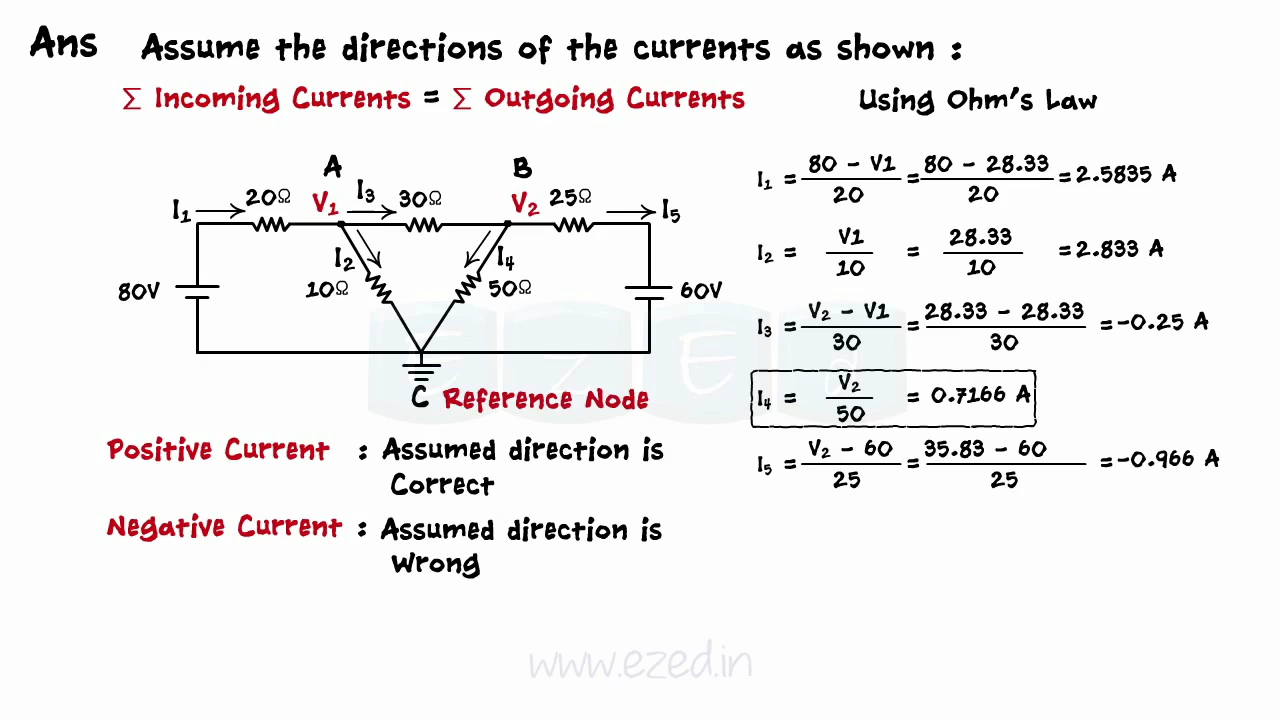 Ans Assume the directions of the currents as shown :
∑ Incoming Currents = ∑ Outgoing Currents
A
B
I₁
20Ω
V₁
I₃
30Ω
V₂
25Ω
I₅
I₂
I₄
10Ω
50Ω
80V
60V
C Reference Node
Positive Current : Assumed direction is
Correct
Negative Current : Assumed direction is
Wrong
Using Ohm's Law
I₁ = 80 - V1 / 20 = 80 - 28.33 / 20 = 2.5835 A
I₂ = V1 / 10 = 28.33 / 10 = 2.833 A
I₃ = V₂ - V1 / 30 = 28.33 - 28.33 / 30 = -0.25 A
I₄ = V₂ / 50 = 0.7166 A
I₅ = V₂ - 60 / 25 = 35.83 - 60 / 25 = -0.966 A
EZEd
www.ezed.in